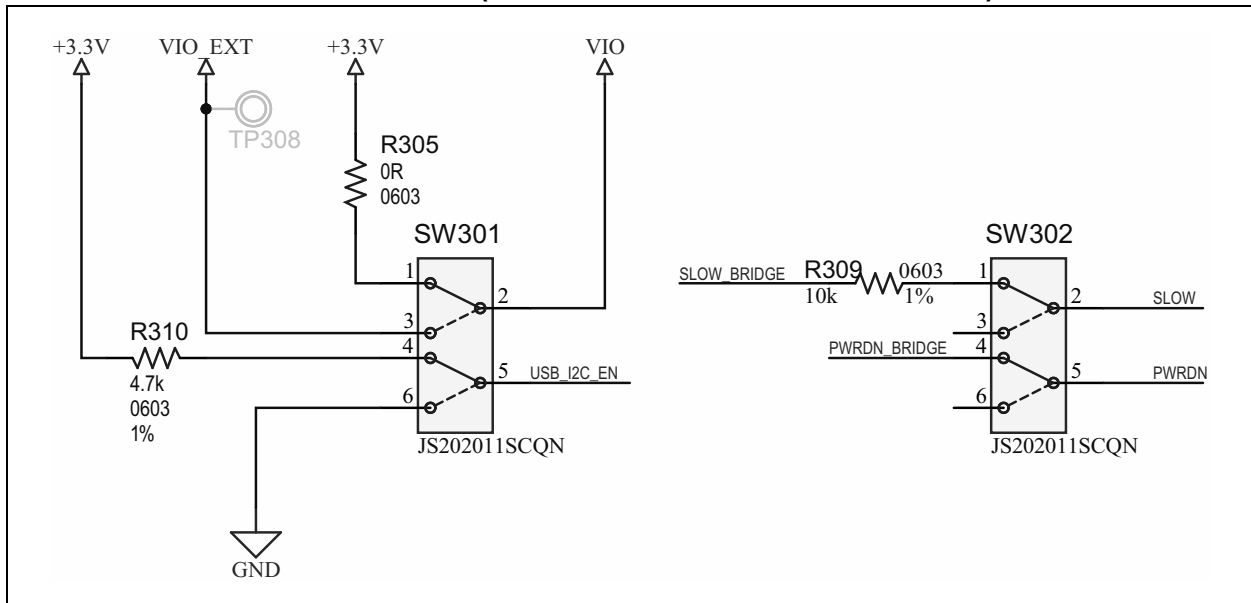 +3.3V
VIO_EXT
+3.3V
VIO
TP308
R305
0R
0603
SW301
1
2
3
4
5
6
USB_I2C_EN
JS202011SCQN
R310
4.7k
0603
1%
GND
SW302
SLOW_BRIDGE
R309
0603
10k
1%
1
2
SLOW
3
4
PWRDN_BRIDGE
5
PWRDN
6
JS202011SCQN